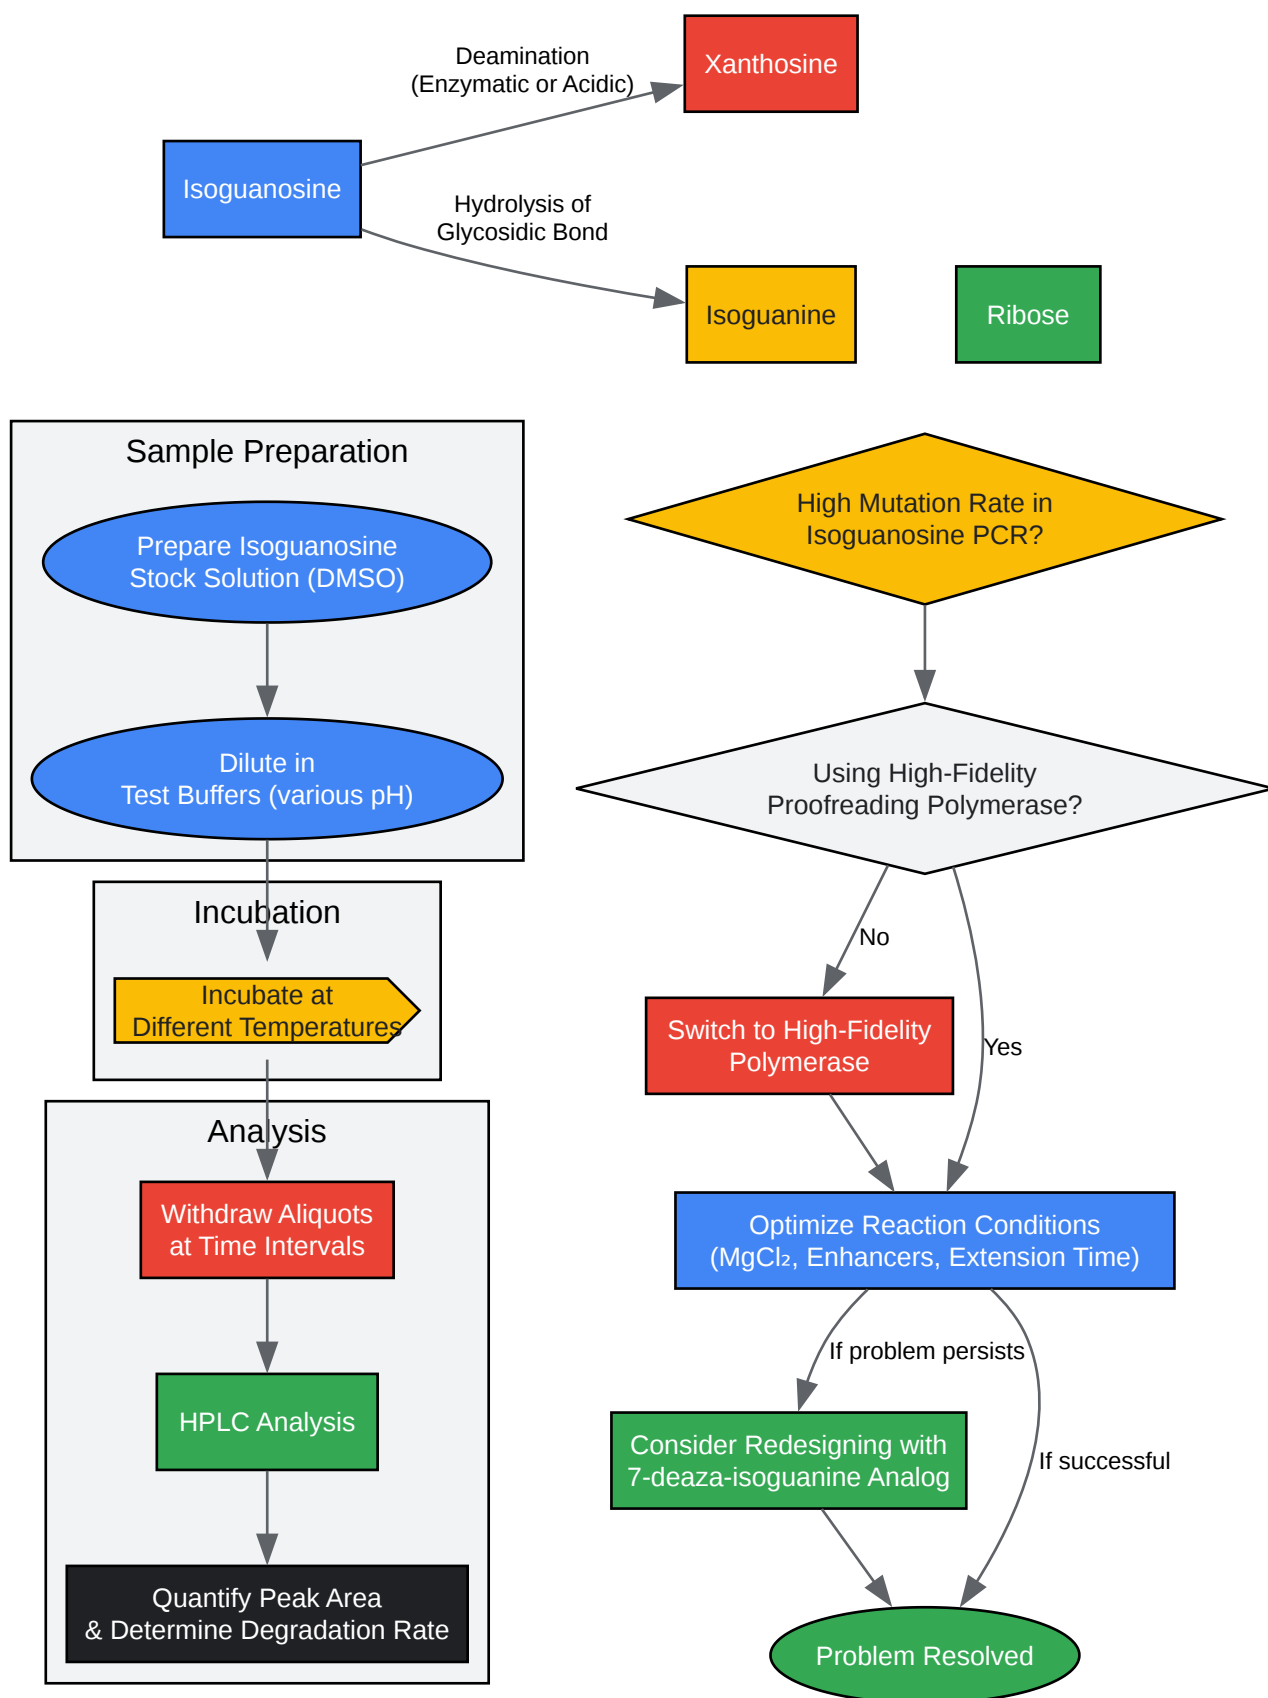 Deamination
(Enzymatic or Acidic)
Xanthosine
Isoguanosine
Hydrolysis of
Glycosidic Bond
Isoguanine
Ribose
Sample Preparation
Prepare Isoguanosine
Stock Solution (DMSO)
Dilute in
Test Buffers (various pH)
Incubation
Incubate at
Different Temperatures
Analysis
Withdraw Aliquots
at Time Intervals
HPLC Analysis
Quantify Peak Area
& Determine Degradation Rate
High Mutation Rate in
Isoguanosine PCR?
Using High-Fidelity
Proofreading Polymerase?
No
Yes
Switch to High-Fidelity
Polymerase
Optimize Reaction Conditions
(MgCl₂, Enhancers, Extension Time)
If problem persists
If successful
Consider Redesigning with
7-deaza-isoguanine Analog
Problem Resolved